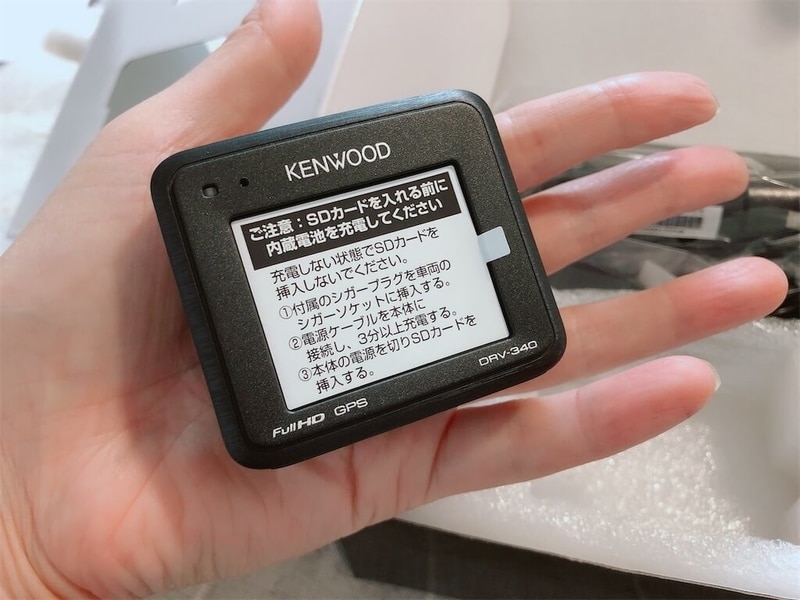 KENWOOD
ご注意：SDカードを入れる前に
内蔵電池を充電してください
充電しない状態でSDカードを
挿入しないでください。
①付属のシガープラグを車両の
シガーソケットに挿入する。
②電源ケーブルを本体に
接続し、3分以上充電する。
③本体の電源を切りSDカードを
挿入する。
DRV-340
Full HD GPS